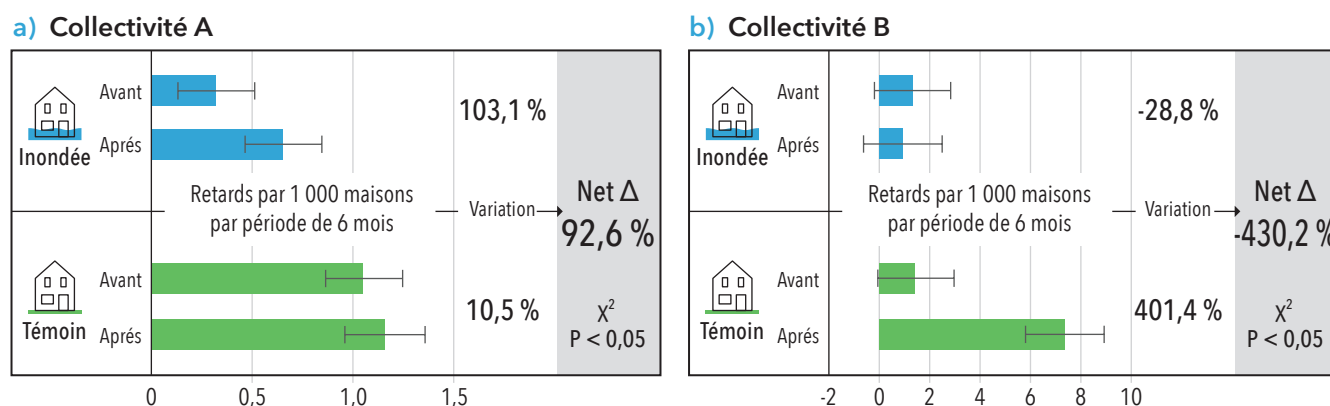 a) Collectivité A
Avant
Aprés
Inondée
103,1 %
Retards par 1 000 maisons
par période de 6 mois
Variation
Net Δ
92,6 %
Avant
Aprés
Témoin
10,5 %
X²
P < 0,05
0 0,5 1,0 1,5
b) Collectivité B
Avant
Aprés
Inondée
-28,8 %
Retards par 1 000 maisons
par période de 6 mois
Variation
Net Δ
-430,2 %
Avant
Aprés
Témoin
401,4 %
X²
P < 0,05
-2 0 2 4 6 8 10